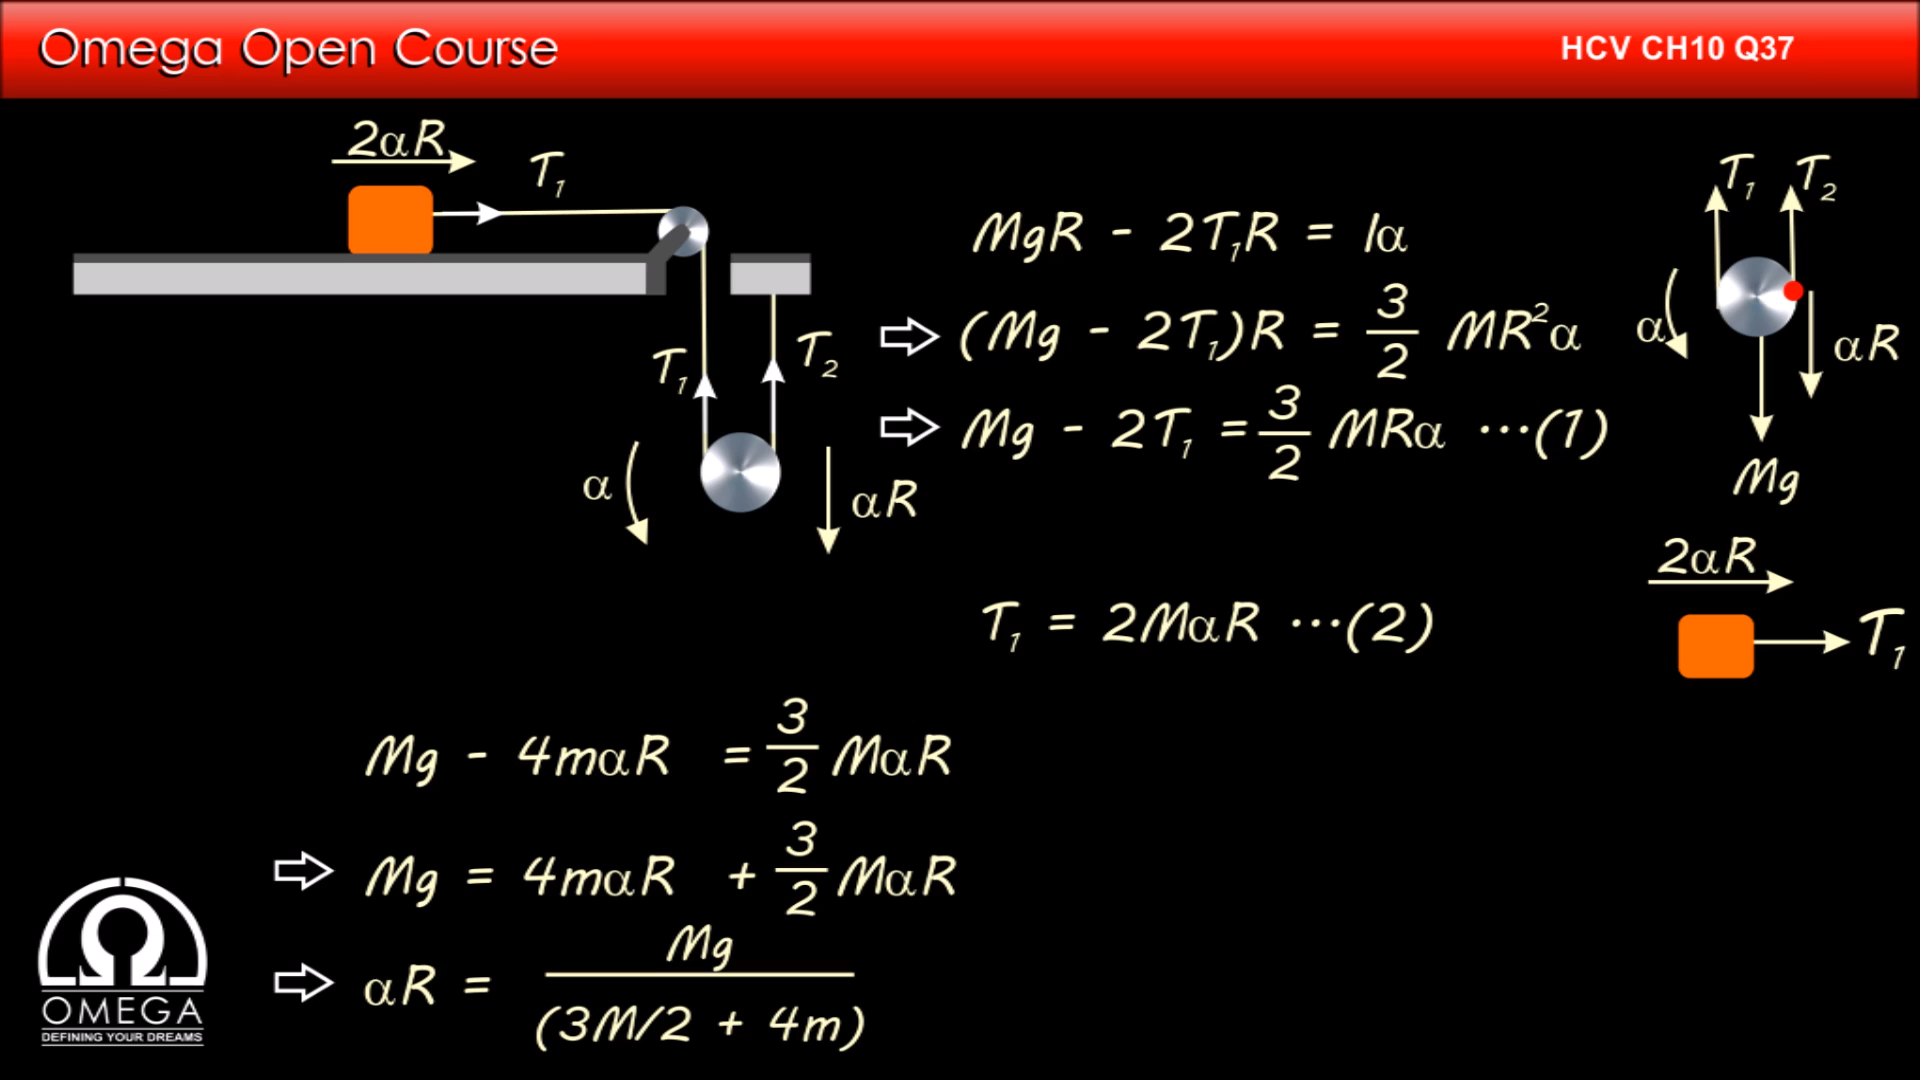 Omega Open Course
HCV CH10 Q37
2αR
T₁
T₁
T₂
α
αR
MgR - 2T₁R = Iα
⇨ (Mg - 2T₁)R = 3/2 MR²α
⇨ Mg - 2T₁ = 3/2 MRα ...(1)
T₁ T₂
α
αR
Mg
2αR
T₁
T₁ = 2MαR ...(2)
Mg - 4mαR = 3/2 MαR
⇨ Mg = 4mαR + 3/2 MαR
⇨ αR = Mg / (3M/2 + 4m)
Ω
OMEGA
DEFINING YOUR DREAMS